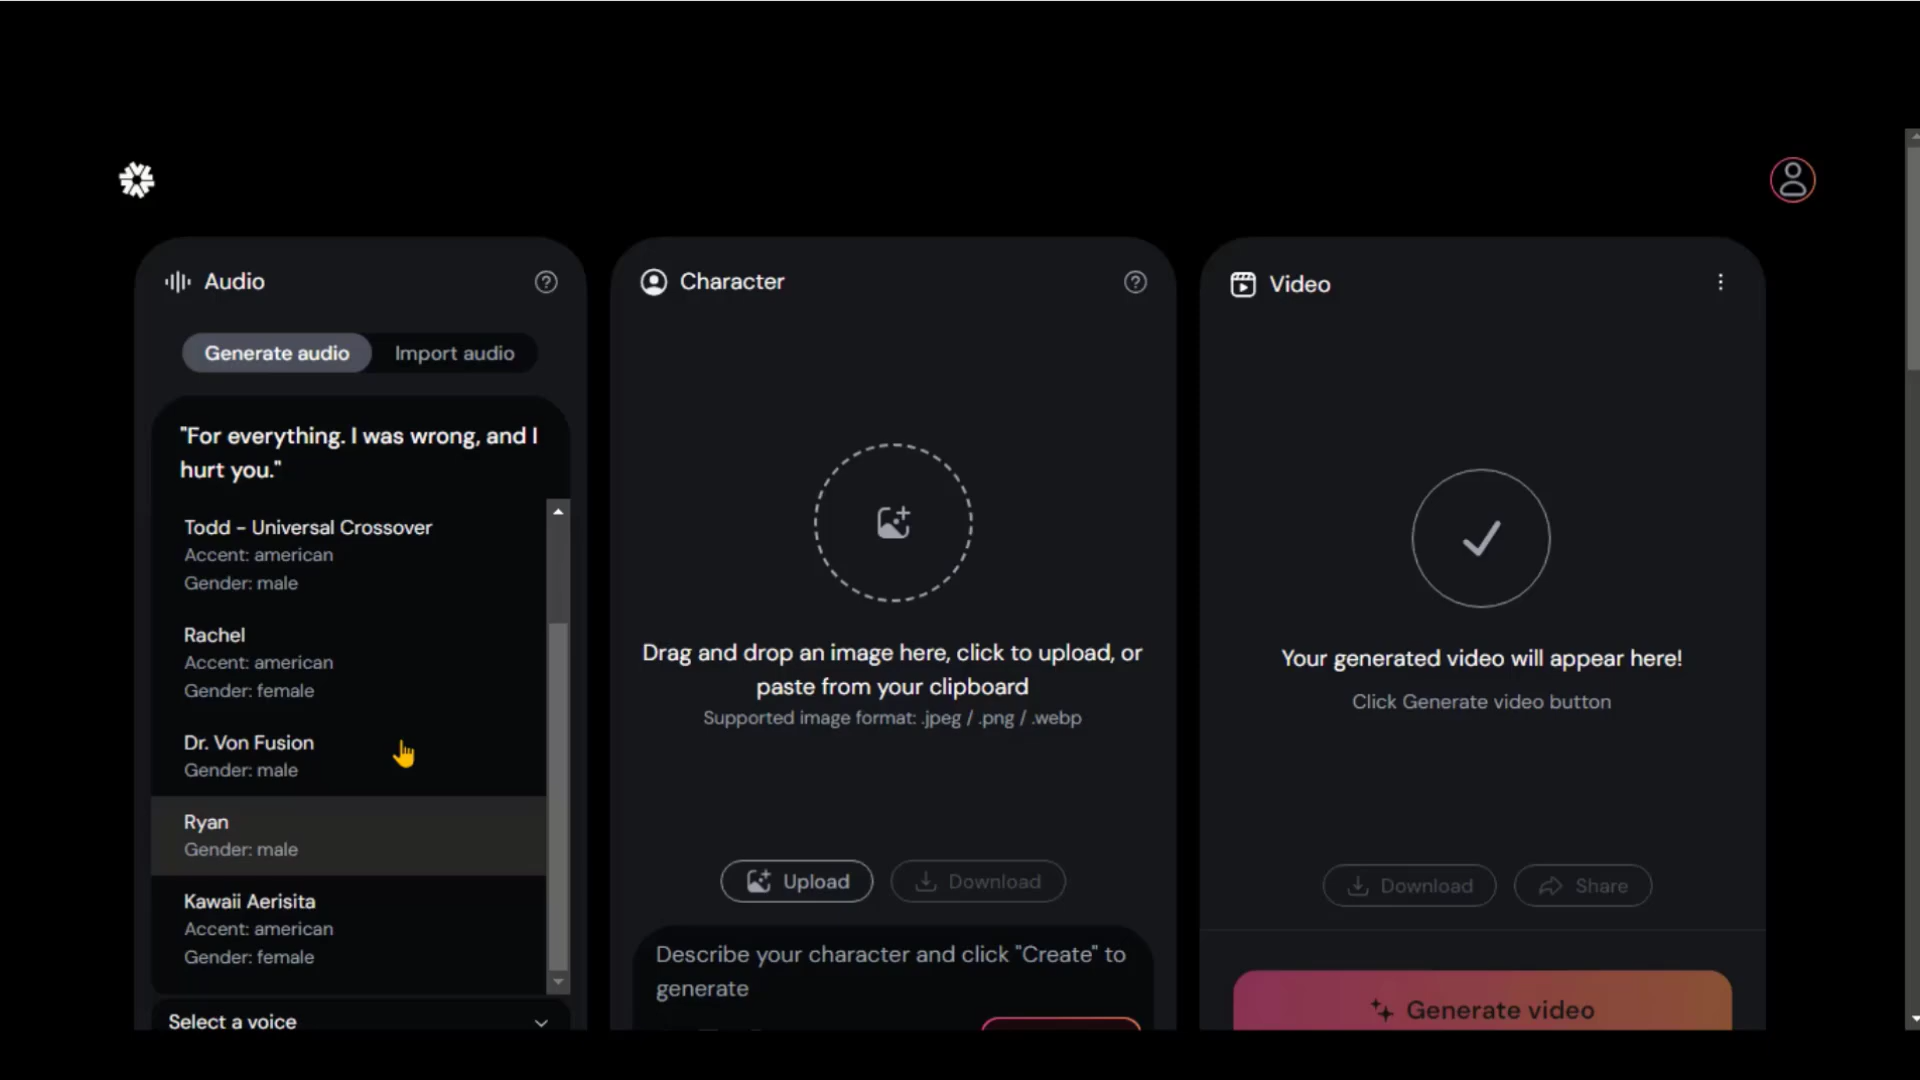 Audio
Generate audio
Import audio
"For everything. I was wrong, and I
hurt you."
Todd - Universal Crossover
Accent: american
Gender: male
Rachel
Accent: american
Gender: female
Dr. Von Fusion
Gender: male
Ryan
Gender: male
Kawaii Aerisita
Accent: american
Gender: female
Select a voice
Character
Drag and drop an image here, click to upload, or
paste from your clipboard
Supported image format: .jpeg / .png / .webp
Upload
Download
Describe your character and click "Create" to
generate
Video
Your generated video will appear here!
Click Generate video button
Download
Share
Generate video